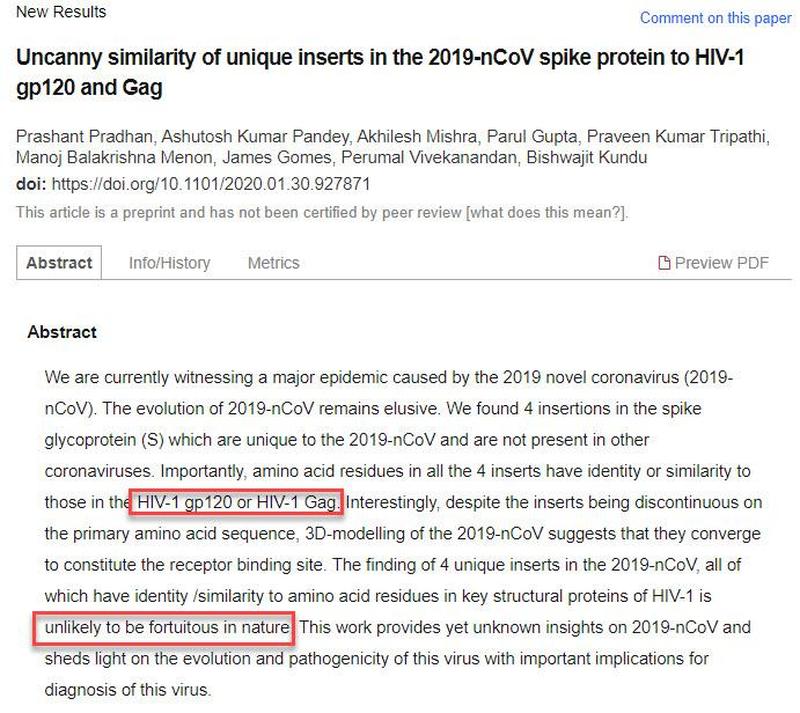 New Results
Comment on this paper
Uncanny similarity of unique inserts in the 2019-nCoV spike protein to HIV-1
gp120 and Gag
Prashant Pradhan, Ashutosh Kumar Pandey, Akhilesh Mishra, Parul Gupta, Praveen Kumar Tripathi,
Manoj Balakrishna Menon, James Gomes, Perumal Vivekanandan, Bishwajit Kundu
doi: https://doi.org/10.1101/2020.01.30.927871
This article is a preprint and has not been certified by peer review [what does this mean?].
Abstract Info/History Metrics Preview PDF
Abstract
We are currently witnessing a major epidemic caused by the 2019 novel coronavirus (2019-
nCoV). The evolution of 2019-nCoV remains elusive. We found 4 insertions in the spike
glycoprotein (S) which are unique to the 2019-nCoV and are not present in other
coronaviruses. Importantly, amino acid residues in all the 4 inserts have identity or similarity to
those in the HIV-1 gp120 or HIV-1 Gag. Interestingly, despite the inserts being discontinuous on
the primary amino acid sequence, 3D-modelling of the 2019-nCoV suggests that they converge
to constitute the receptor binding site. The finding of 4 unique inserts in the 2019-nCoV, all of
which have identity /similarity to amino acid residues in key structural proteins of HIV-1 is
unlikely to be fortuitous in nature. This work provides yet unknown insights on 2019-nCoV and
sheds light on the evolution and pathogenicity of this virus with important implications for
diagnosis of this virus.